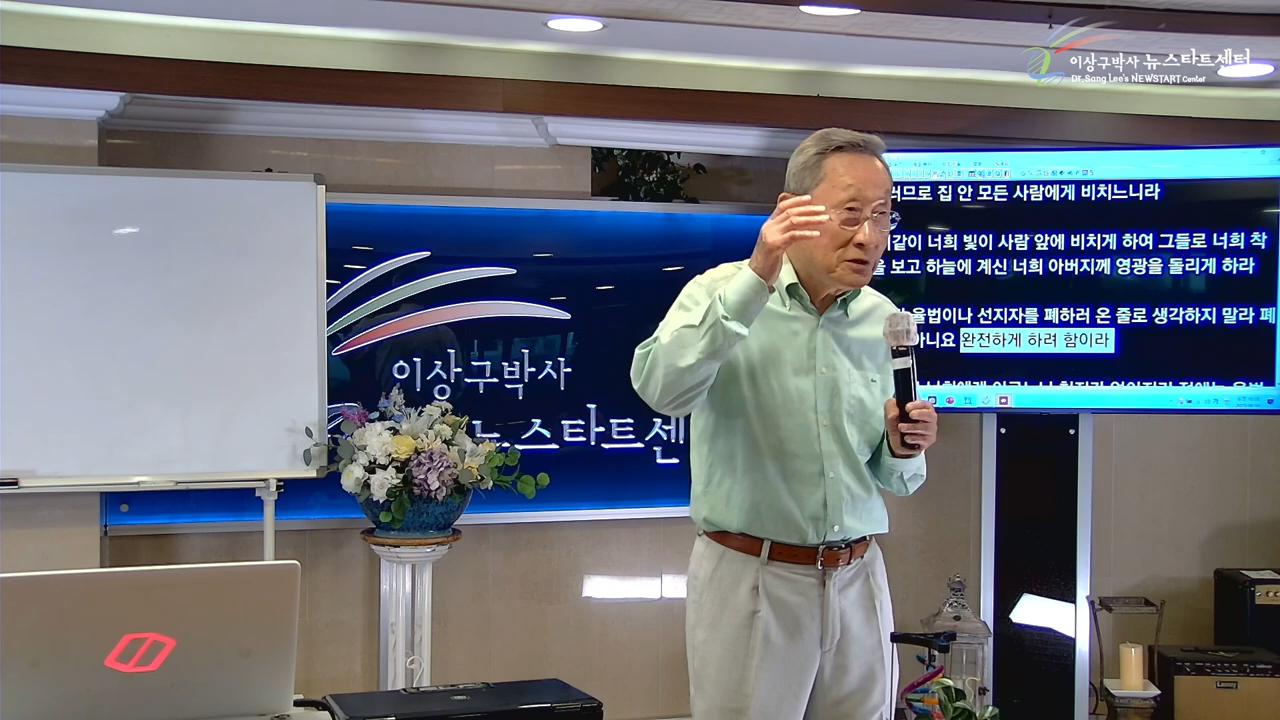 이상구박사 뉴스타트센터
Dr. Sang Lee's NEWSTART Center
이상구박사
뉴스타트센
러므로 집 안 모든 사람에게 비치느니라
같이 너희 빛이 사람 앞에 비치게 하여 그들로 너희 착
을 보고 하늘에 계신 너희 아버지께 영광을 돌리게 하라
율법이나 선지자를 폐하러 온 줄로 생각하지 말라 폐
아니요 완전하게 하려 함이라